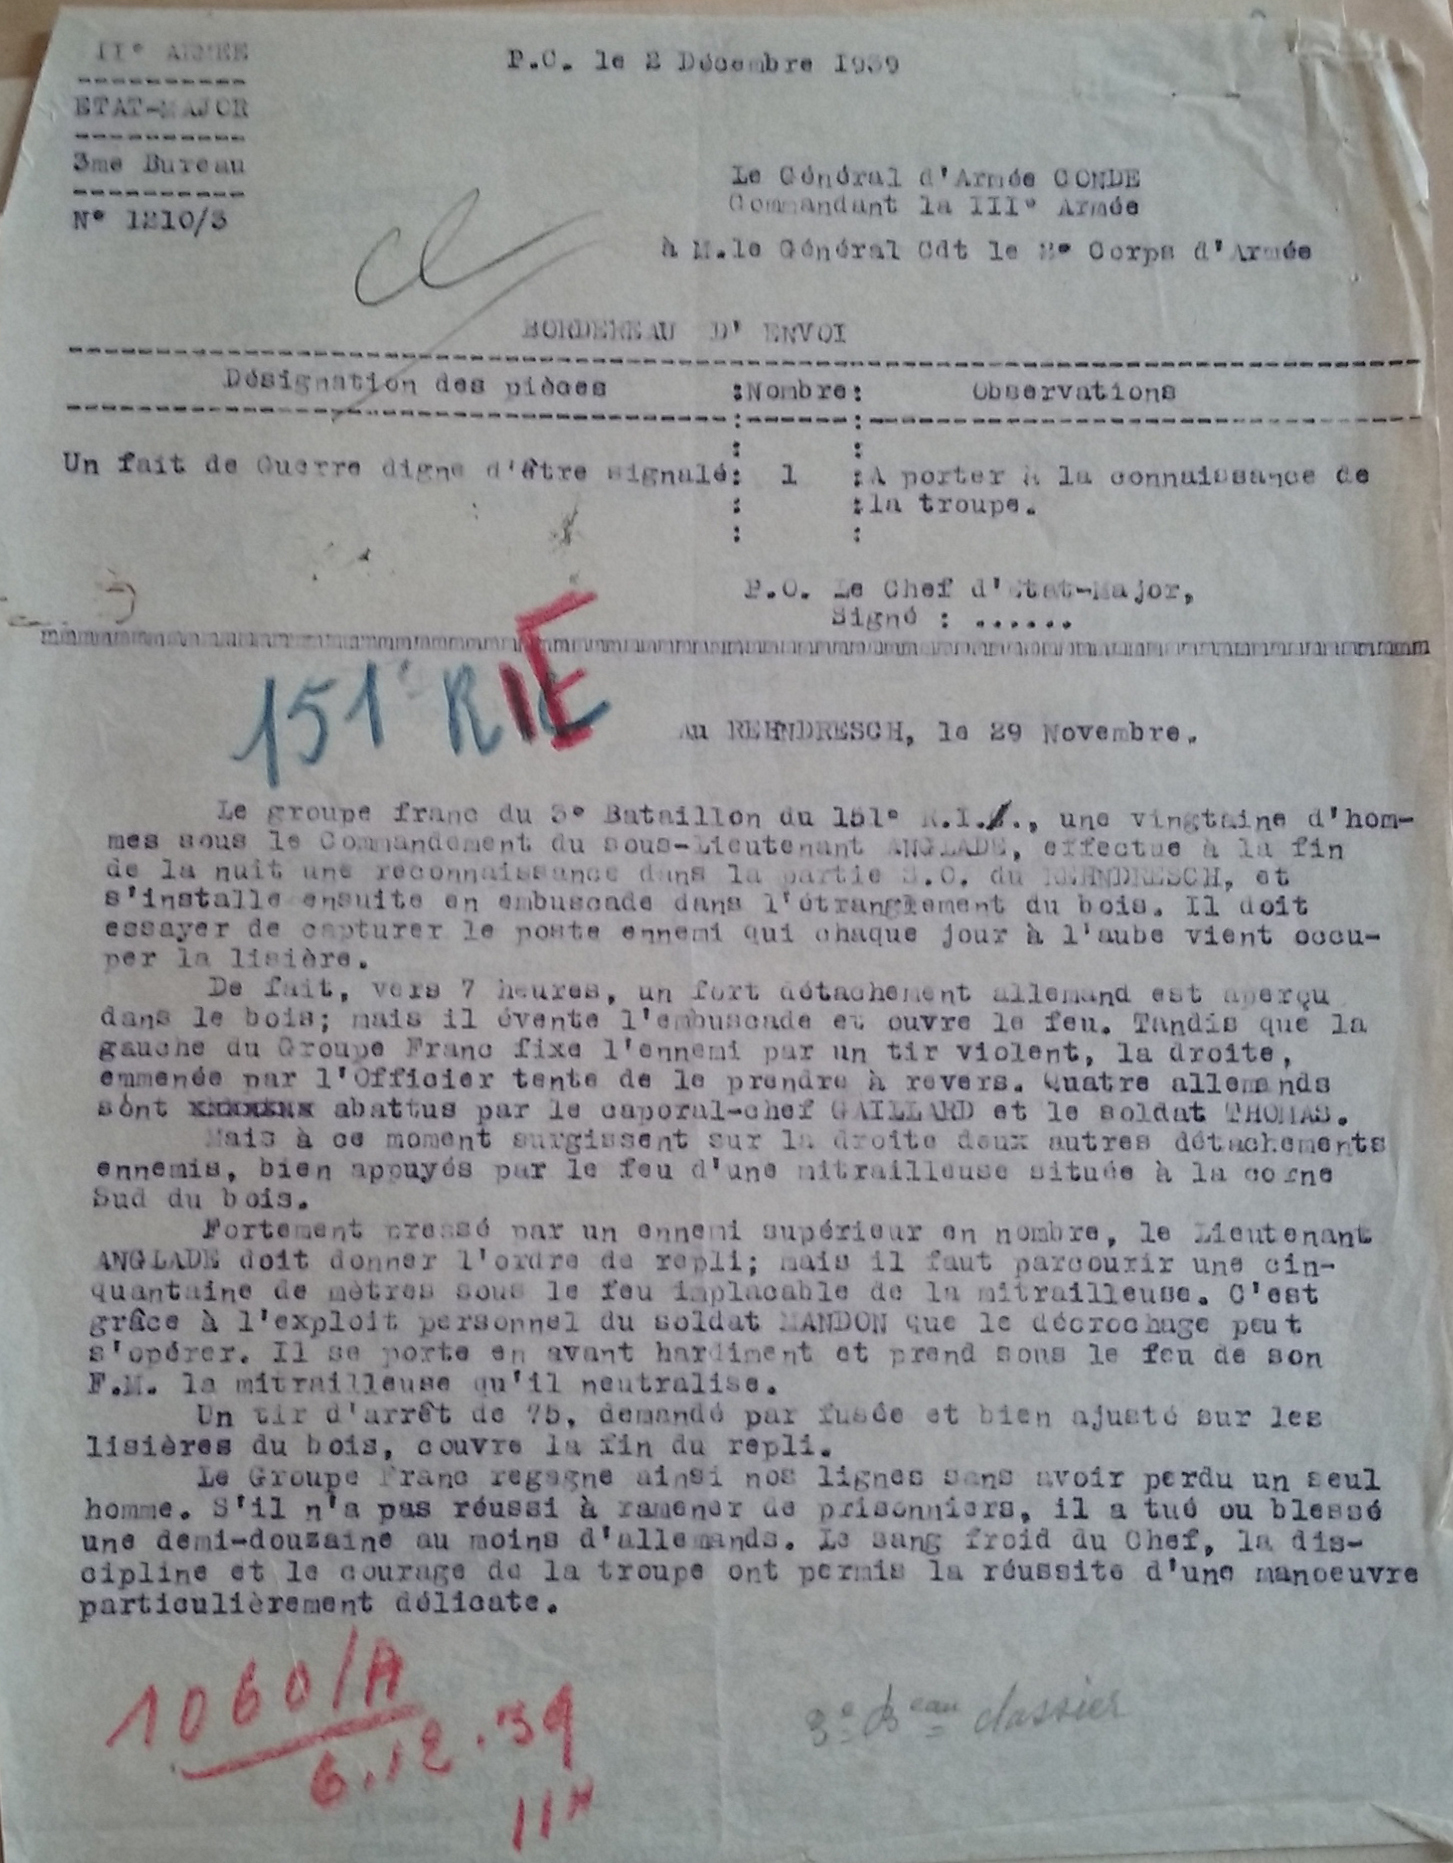 II° ARMEE
-----------
ETAT-MAJOR
-----------
3me Bureau
-----------
N° 1210/3
P.C. le 2 Décembre 1939
Le Général d'Armée CONDE
Commandant la III° Armée
à M.le Général Cdt le 2° Corps d'Armée
BORDEREAU D' ENVOI
Désignation des pièces :Nombre: Observations
Un fait de Guerre digne d'être signalé: 1 :A porter à la connaissance de
:la troupe.
P.O. Le Chef d'Etat-Major,
Signé : ......
151° R I E
Au REHNDRESCH, le 29 Novembre.
Le groupe franc du 3° Bataillon du 151° R.I. ., une vingtaine d'hom-
mes sous le Commandement du sous-Lieutenant ANGLADE, effectue à la fin
de la nuit une reconnaissance dans la partie S.O. du REHNDRESCH, et
s'installe ensuite en embuscade dans l'étranglement du bois. Il doit
essayer de capturer le poste ennemi qui chaque jour à l'aube vient occu-
per la lisière.
De fait, vers 7 heures, un fort détachement allemand est aperçu
dans le bois; mais il évente l'embuscade et ouvre le feu. Tandis que la
gauche du Groupe Franc fixe l'ennemi par un tir violent, la droite,
emmenée par l'Officier tente de le prendre à revers. Quatre allemands
sont xxxxxxx abattus par le caporal-chef GAILLARD et le soldat THOMAS.
Mais à ce moment surgissent sur la droite deux autres détachements
ennemis, bien appuyés par le feu d'une mitrailleuse située à la corne
Sud du bois.
Fortement pressé par un ennemi supérieur en nombre, le Lieutenant
ANGLADE doit donner l'ordre de repli; mais il faut parcourir une cin-
quantaine de mètres sous le feu implacable de la mitrailleuse. C'est
grâce à l'exploit personnel du soldat MANDON que le décrochage peut
s'opérer. Il se porte en avant hardiment et prend sous le feu de son
F.M. la mitrailleuse qu'il neutralise.
Un tir d'arrêt de 75, demandé par fusée et bien ajusté sur les
lisières du bois, couvre la fin du repli.
Le Groupe Franc regagne ainsi nos lignes sans avoir perdu un seul
homme. S'il n'a pas réussi à ramener de prisonniers, il a tué ou blessé
une demi-douzaine au moins d'allemands. Le sang froid du Chef, la dis-
cipline et le courage de la troupe ont permis la réussite d'une manoeuvre
particulièrement délicate.
1060/A
6.12.39
11H
3e Beau classier